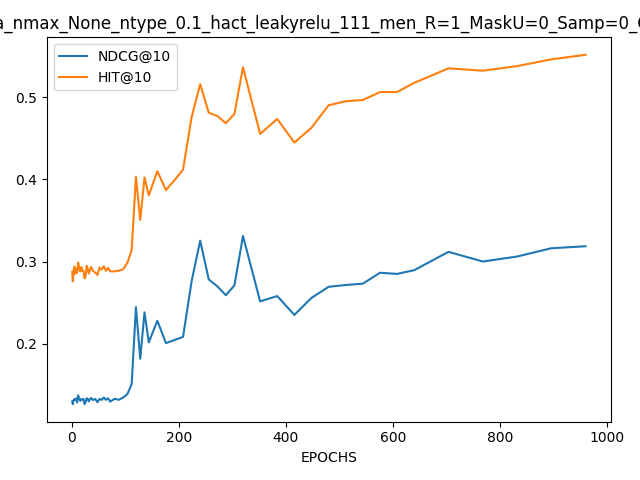 a_nmax_None_ntype_0.1_hact_leakyrelu_111_men_R=1_MaskU=0_Samp=0_
NDCG@10
HIT@10
0.5
0.4
0.3
0.2
0 200 400 600 800 1000
EPOCHS